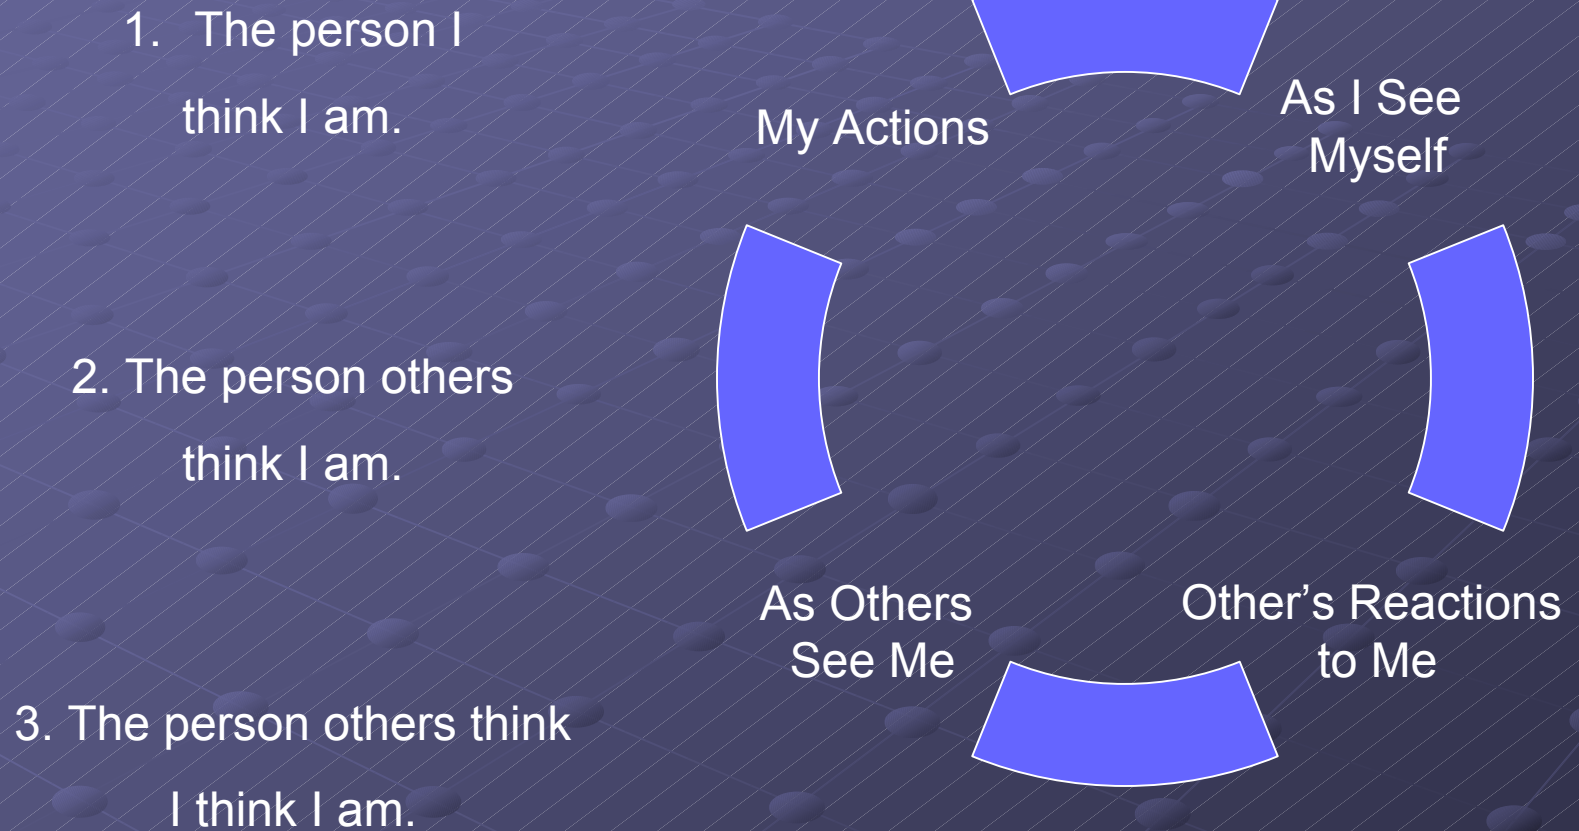 1. The person I
think I am.
2. The person others
think I am.
3. The person others think
I think I am.
My Actions
As I See
Myself
As Others
See Me
Other’s Reactions
to Me